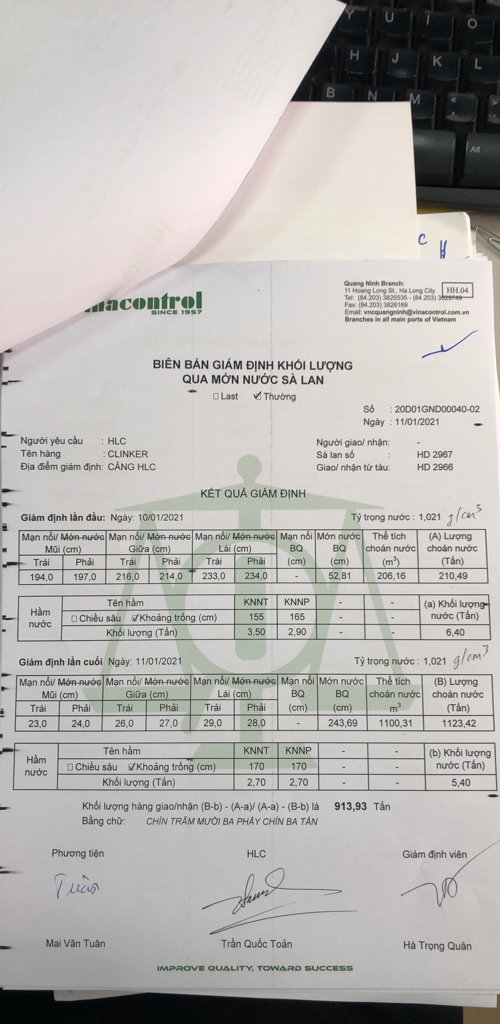 Y U I O
H J K L
B N M
Alt
C H
nacontrol
SINCE 1957
Quang Ninh Branch:
11 Hoang Long St., Ha Long City
HH.04
Tel: (84.203) 3825535 - (84.203) 3829749
Fax: (84.203) 3826169
Email: vncquangninh@vinacontrol.com.vn
Branches in all main ports of Vietnam
BIÊN BẢN GIÁM ĐỊNH KHỐI LƯỢNG
QUA MỚN NƯỚC SÀ LAN
☐ Last ☑ Thường
Số : 20D01GND00040-02
Ngày : 11/01/2021
Người yêu cầu : HLC Người giao/ nhận: -
Tên hàng : CLINKER Sà lan số : HD 2967
Địa điểm giám định: CẢNG HLC Giao/ nhận từ tàu: HD 2966
KẾT QUẢ GIÁM ĐỊNH
Giám định lần đầu: Ngày: 10/01/2021 Tỷ trọng nước : 1,021 g/cm³
Mạn nổi/ Mớn nước Mạn nổi/ Mớn nước Mạn nổi/ Mớn nước Mạn nổi Mớn nước Thể tích (A) Lượng
Mũi (cm) Giữa (cm) Lái (cm) BQ BQ choán nước choán nước
Trái Phải Trái Phải Trái Phải (cm) (cm) (m³) (Tấn)
194,0 197,0 216,0 214,0 233,0 234,0 - 52,81 206,16 210,49
Hầm nước
Tên hầm KNNT KNNP - - (a) Khối lượng nước (Tấn)
☐ Chiều sâu ☑ Khoảng trống (cm) 155 165 - -
Khối lượng (Tấn) 3,50 2,90 - - 6,40
Giám định lần cuối Ngày: 11/01/2021 Tỷ trọng nước : 1,021 g/cm³
Mạn nổi/ Mớn nước Mạn nổi/ Mớn nước Mạn nổi/ Mớn nước Mạn nổi Mớn nước Thể tích (B) Lượng
Mũi (cm) Giữa (cm) Lái (cm) BQ BQ choán nước choán nước
Trái Phải Trái Phải Trái Phải (cm) (cm) m³ (Tấn)
23,0 24,0 26,0 27,0 29,0 28,0 - 243,69 1100,31 1123,42
Hầm nước
Tên hầm KNNT KNNP - - (b) Khối lượng nước (Tấn)
☐ Chiều sâu ☑ Khoảng trống (cm) 170 170 - -
Khối lượng (Tấn) 2,70 2,70 - - 5,40
Khối lượng hàng giao/nhận (B-b) - (A-a)/ (A-a) - (B-b) là 913,93 Tấn
Bằng chữ: CHÍN TRĂM MƯỜI BA PHẨY CHÍN BA TẤN
Phương tiện HLC Giám định viên
Tuân
Mai Văn Tuân Trần Quốc Toản Hà Trọng Quân
IMPROVE QUALITY, TOWARD SUCCESS